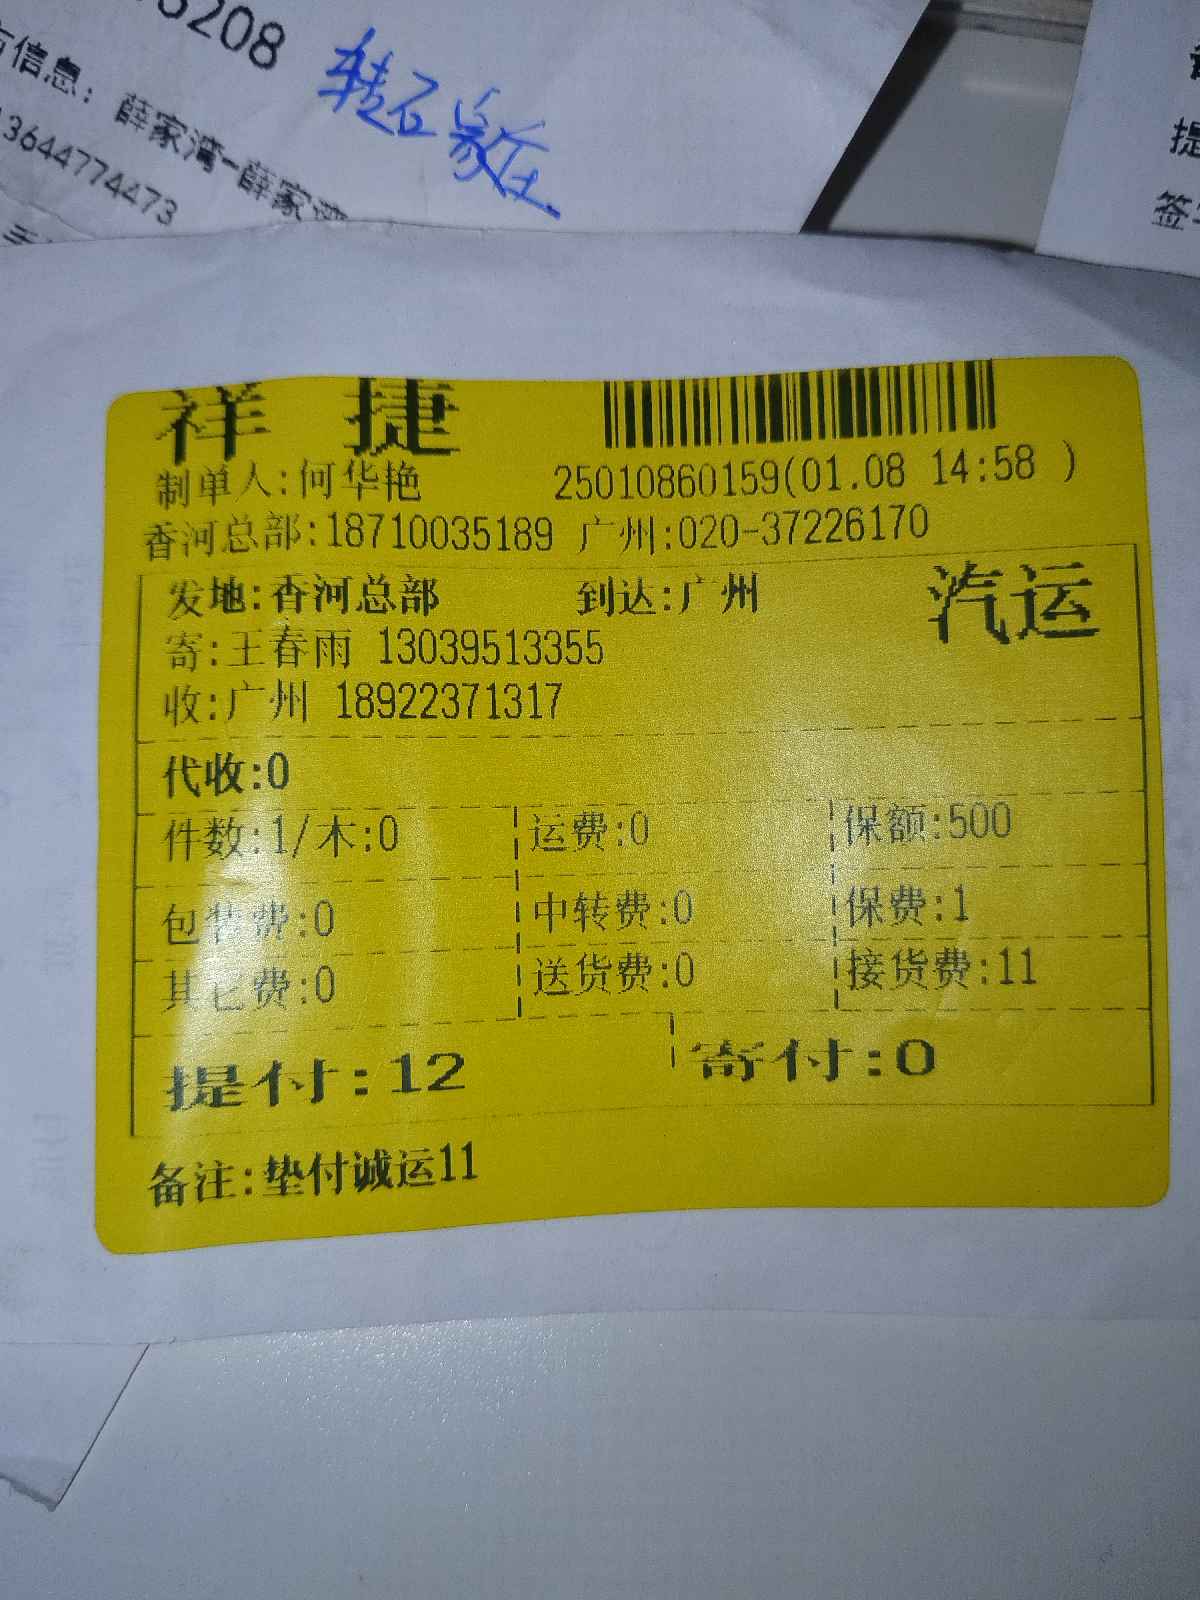 208
转石家庄
方信息：薛家湾-薛家湾
13644774473
提
签
祥 捷
制单人:何华艳 25010860159(01.08 14:58 )
香河总部:18710035189 广州:020-37226170
发地:香河总部 到达:广州 汽运
寄:王春雨 13039513355
收:广州 18922371317
代收:0
件数:1/木:0 运费:0 保额:500
包装费:0 中转费:0 保费:1
其它费:0 送货费:0 接货费:11
提付:12 寄付:0
备注:垫付诚运11